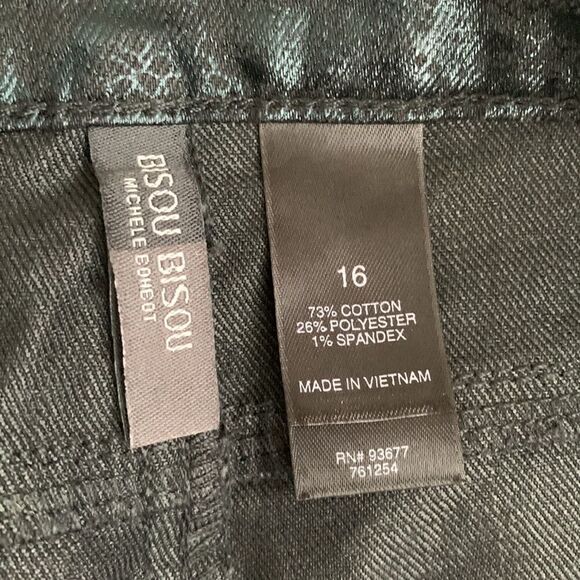 BISOU BISOU
MICHELE BOHBOT
16
73% COTTON
26% POLYESTER
1% SPANDEX
MADE IN VIETNAM
RN# 93677
761254